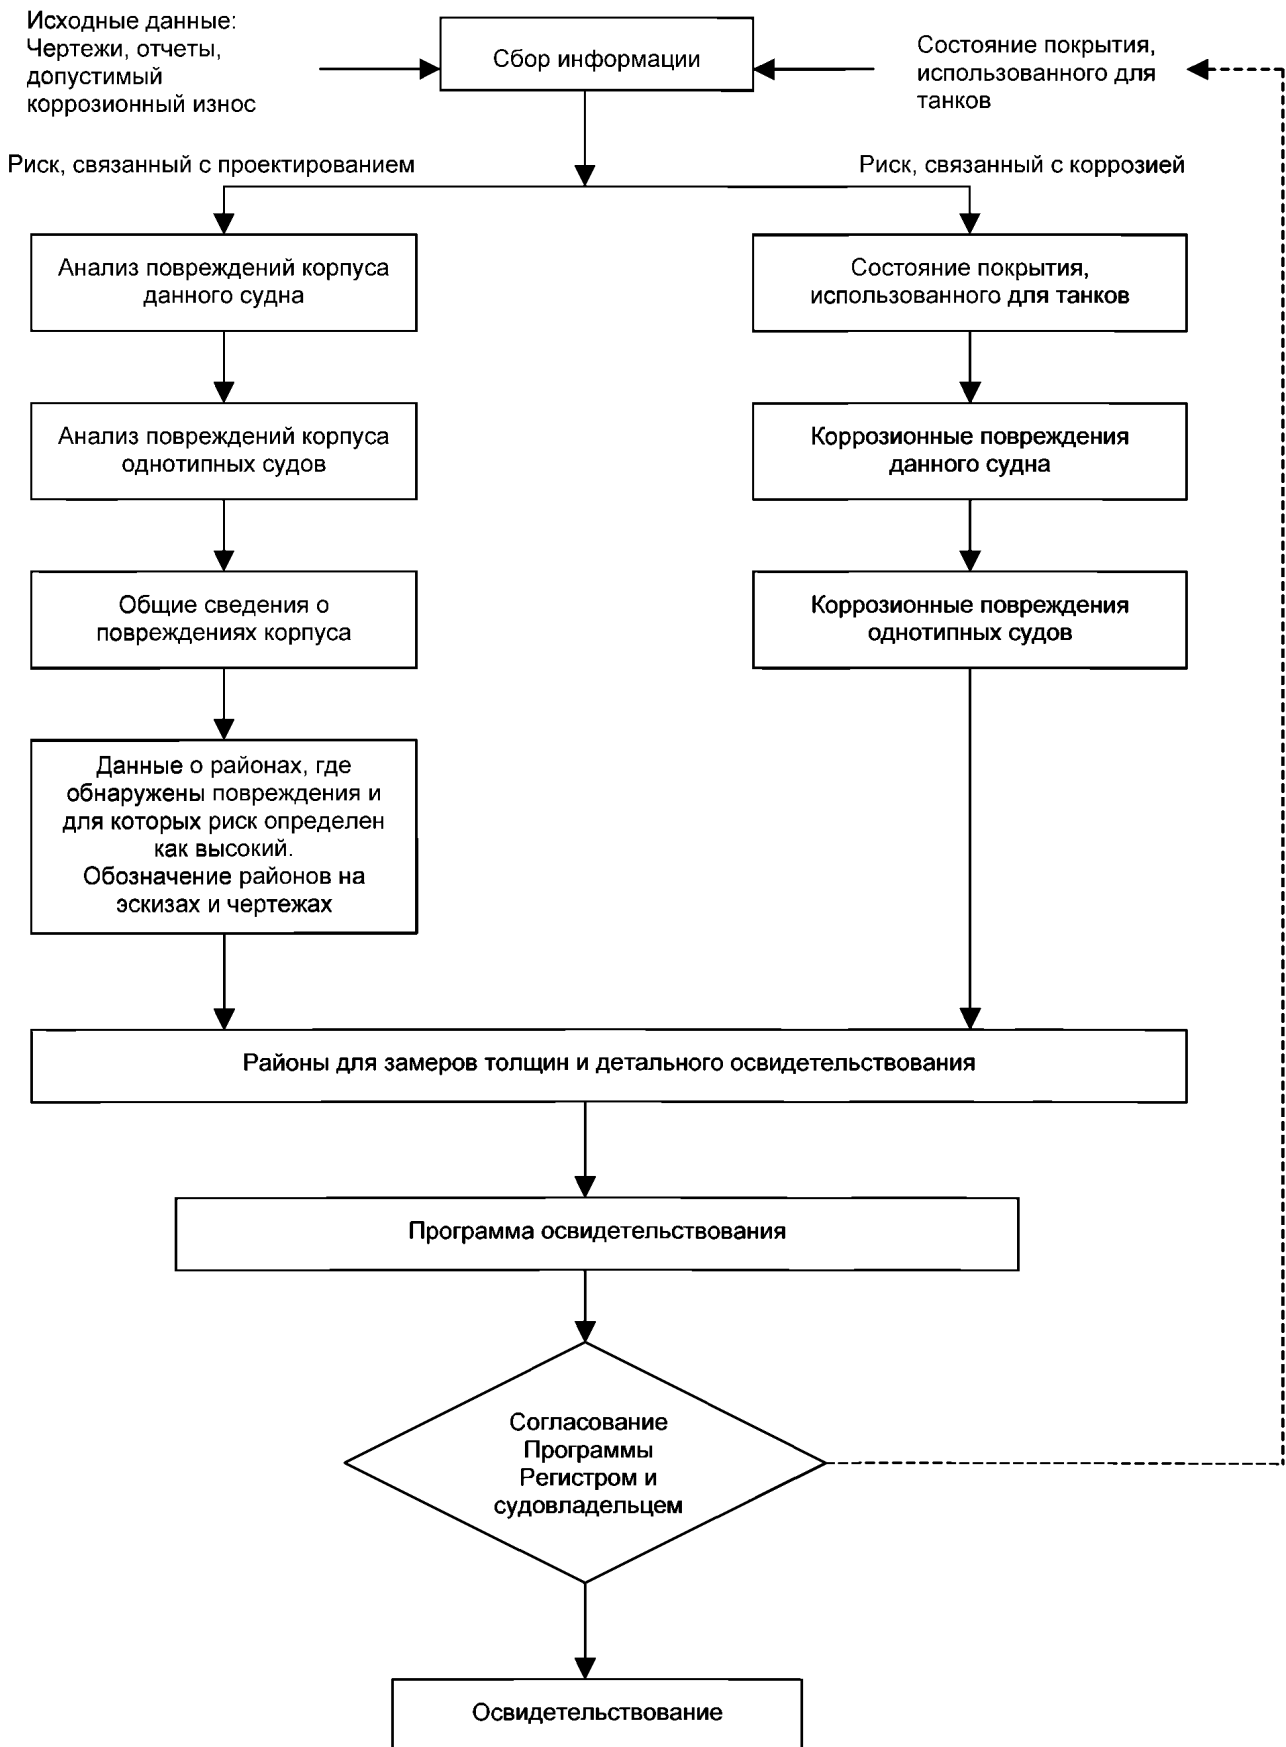 Исходные данные:
Чертежи, отчеты,
допустимый
коррозионный износ
Сбор информации
Состояние покрытия,
использованного для
танков
Риск, связанный с проектированием
Риск, связанный с коррозией
Анализ повреждений корпуса
данного судна
Состояние покрытия,
использованного для танков
Анализ повреждений корпуса
однотипных судов
Коррозионные повреждения
данного судна
Общие сведения о
повреждениях корпуса
Коррозионные повреждения
однотипных судов
Данные о районах, где
обнаружены повреждения и
для которых риск определен
как высокий.
Обозначение районов на
эскизах и чертежах
Районы для замеров толщин и детального освидетельствования
Программа освидетельствования
Согласование
Программы
Регистром и
судовладельцем
Освидетельствование